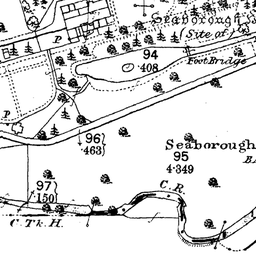 Seaborough
(Site of)
P
94
.408
Foot Bridge
P
96
.463
Seaborough
95
4.349
97
.150
C.R.
C.Tk.H.